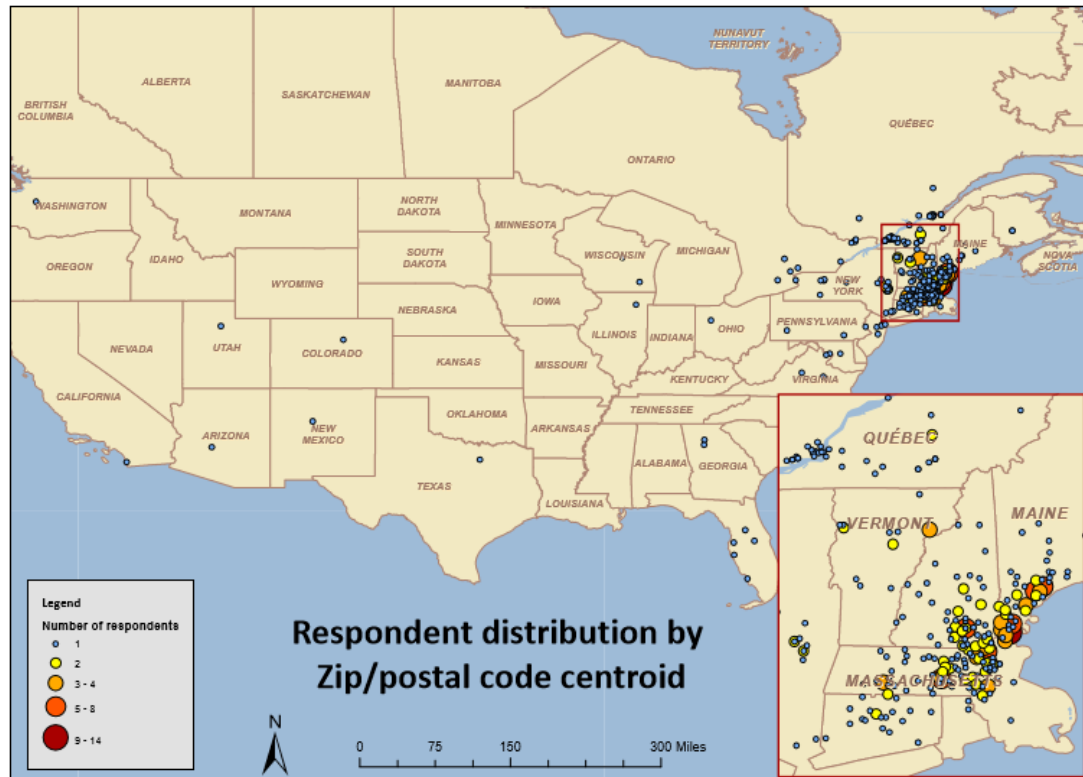 NUNAVUT
TERRITORY
ALBERTA
MANITOBA
SASKATCHEWAN
BRITISH
COLUMBIA
QUÉBEC
ONTARIO
WASHINGTON
MONTANA
NORTH
DAKOTA
MINNESOTA
MAINE
NOVA
SCOTIA
OREGON
IDAHO
SOUTH
DAKOTA
WISCONSIN
MICHIGAN
WYOMING
NEW
YORK
IOWA
NEBRASKA
PENNSYLVANIA
NEVADA
UTAH
COLORADO
ILLINOIS
INDIANA
OHIO
KANSAS
MISSOURI
KENTUCKY
VIRGINIA
CALIFORNIA
OKLAHOMA
TENNESSEE
ARIZONA
NEW
MEXICO
ARKANSAS
ALABAMA
GEORGIA
TEXAS
LOUISIANA
QUÉBEC
VERMONT
MAINE
MASSACHUSETTS
Legend
Number of respondents
1
2
3 - 4
5 - 8
9 - 14
Respondent distribution by
Zip/postal code centroid
N
0 75 150 300 Miles